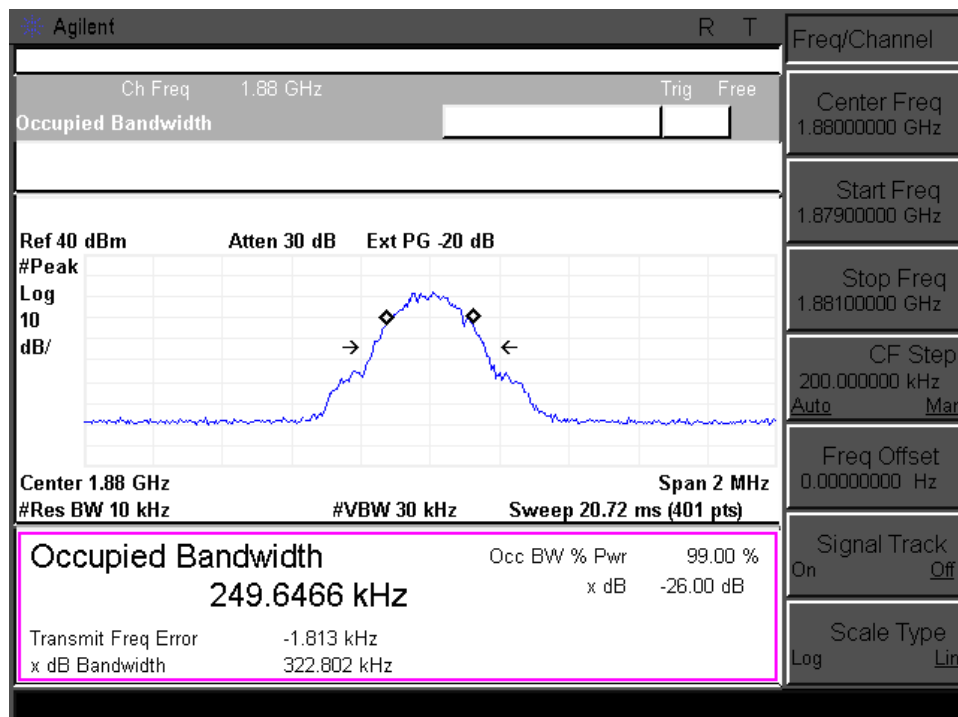 Agilent R T
Freq/Channel
Ch Freq 1.88 GHz Trig Free
Occupied Bandwidth
Center Freq
1.88000000 GHz
Start Freq
1.87900000 GHz
Stop Freq
1.88100000 GHz
CF Step
200.000000 kHz
Auto Man
Freq Offset
0.00000000 Hz
Signal Track
On Off
Scale Type
Log Lin
Ref 40 dBm Atten 30 dB Ext PG -20 dB
#Peak
Log
10
dB/
Center 1.88 GHz Span 2 MHz
#Res BW 10 kHz #VBW 30 kHz Sweep 20.72 ms (401 pts)
Occupied Bandwidth Occ BW % Pwr 99.00 %
249.6466 kHz x dB -26.00 dB
Transmit Freq Error -1.813 kHz
x dB Bandwidth 322.802 kHz